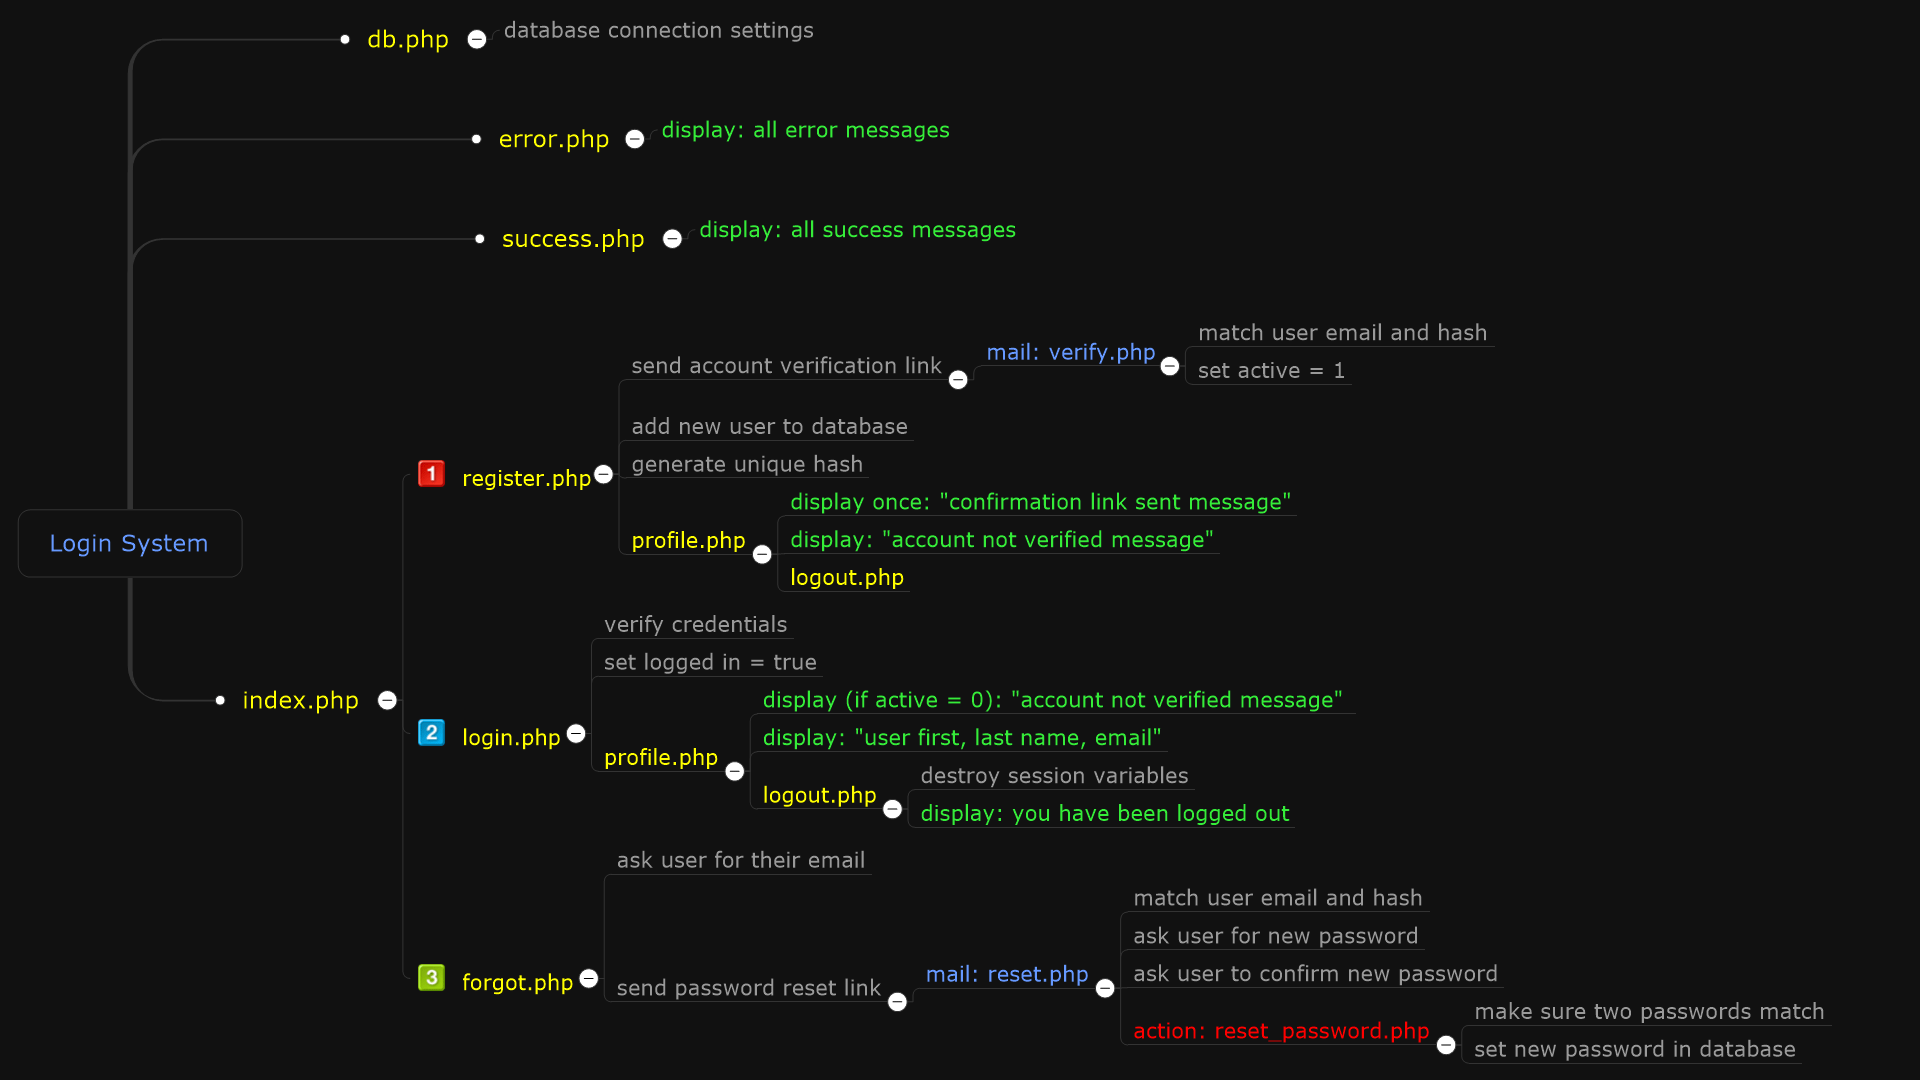 db.php
database connection settings
error.php
display: all error messages
success.php
display: all success messages
Login System
index.php
1
register.php
send account verification link
mail: verify.php
match user email and hash
set active = 1
add new user to database
generate unique hash
profile.php
display once: "confirmation link sent message"
display: "account not verified message"
logout.php
2
login.php
verify credentials
set logged in = true
profile.php
display (if active = 0): "account not verified message"
display: "user first, last name, email"
logout.php
destroy session variables
display: you have been logged out
3
forgot.php
ask user for their email
send password reset link
mail: reset.php
match user email and hash
ask user for new password
ask user to confirm new password
action: reset_password.php
make sure two passwords match
set new password in database